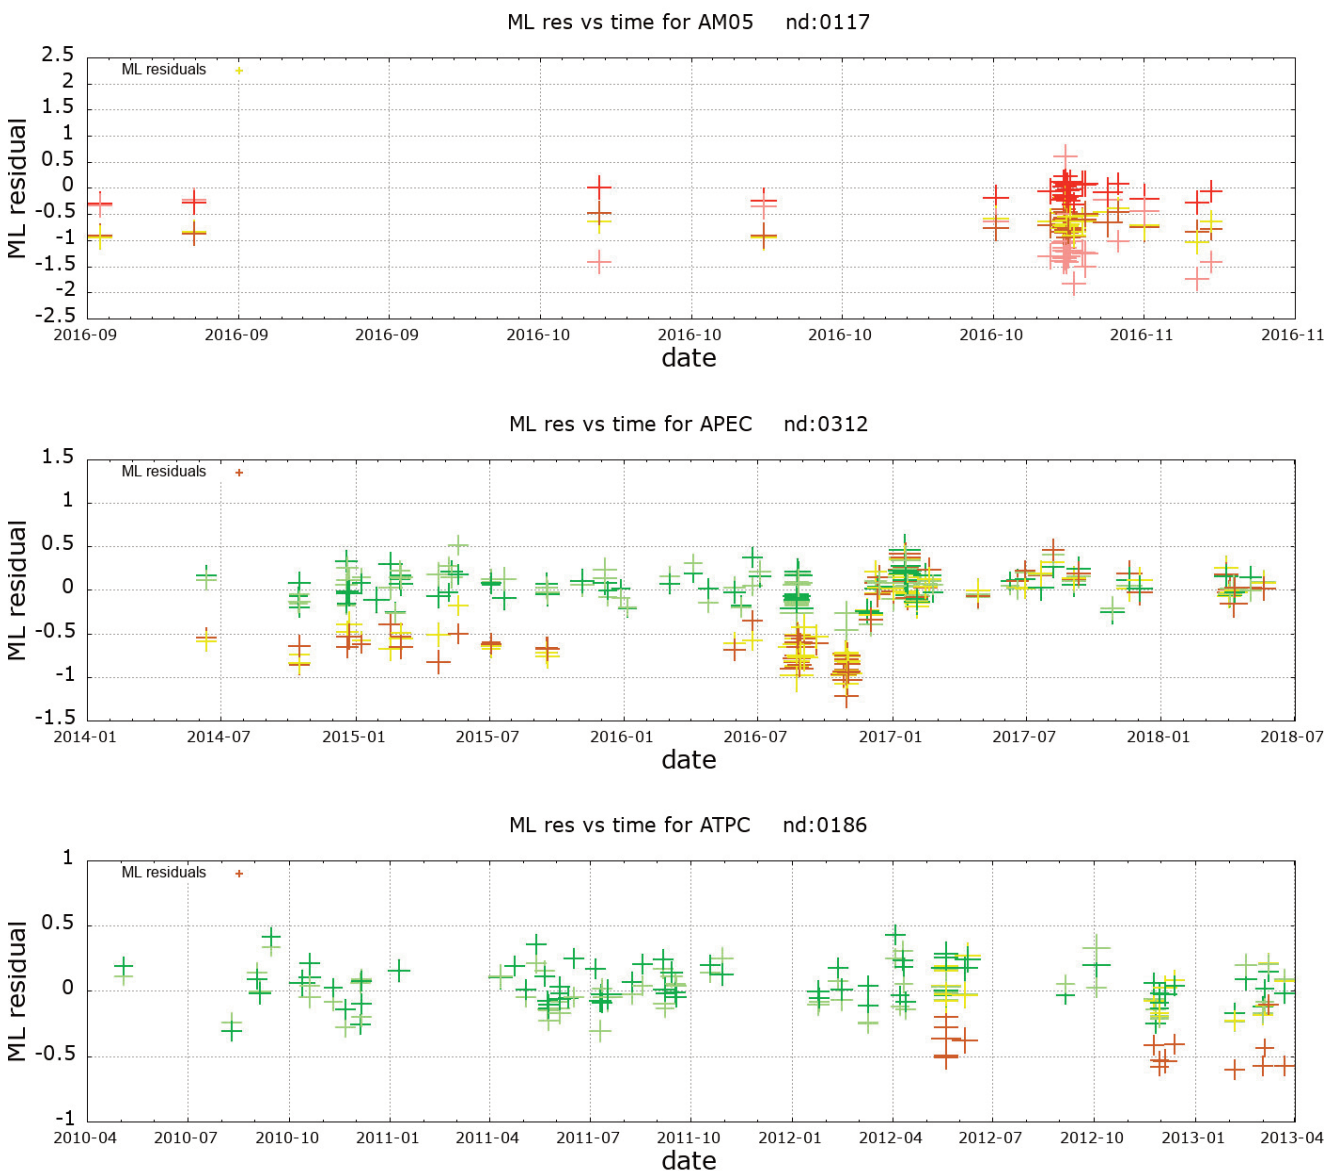 ML res vs time for AM05 nd:0117
ML residuals
2.5
2
1.5
1
0.5
0
-0.5
-1
-1.5
-2
-2.5
ML residual
2016-09 2016-09 2016-09 2016-10 2016-10 2016-10 2016-10 2016-11 2016-11
date
ML res vs time for APEC nd:0312
ML residuals
1.5
1
0.5
0
-0.5
-1
-1.5
ML residual
2014-01 2014-07 2015-01 2015-07 2016-01 2016-07 2017-01 2017-07 2018-01 2018-07
date
ML res vs time for ATPC nd:0186
ML residuals
1
0.5
0
-0.5
-1
ML residual
2010-04 2010-07 2010-10 2011-01 2011-04 2011-07 2011-10 2012-01 2012-04 2012-07 2012-10 2013-01 2013-04
date